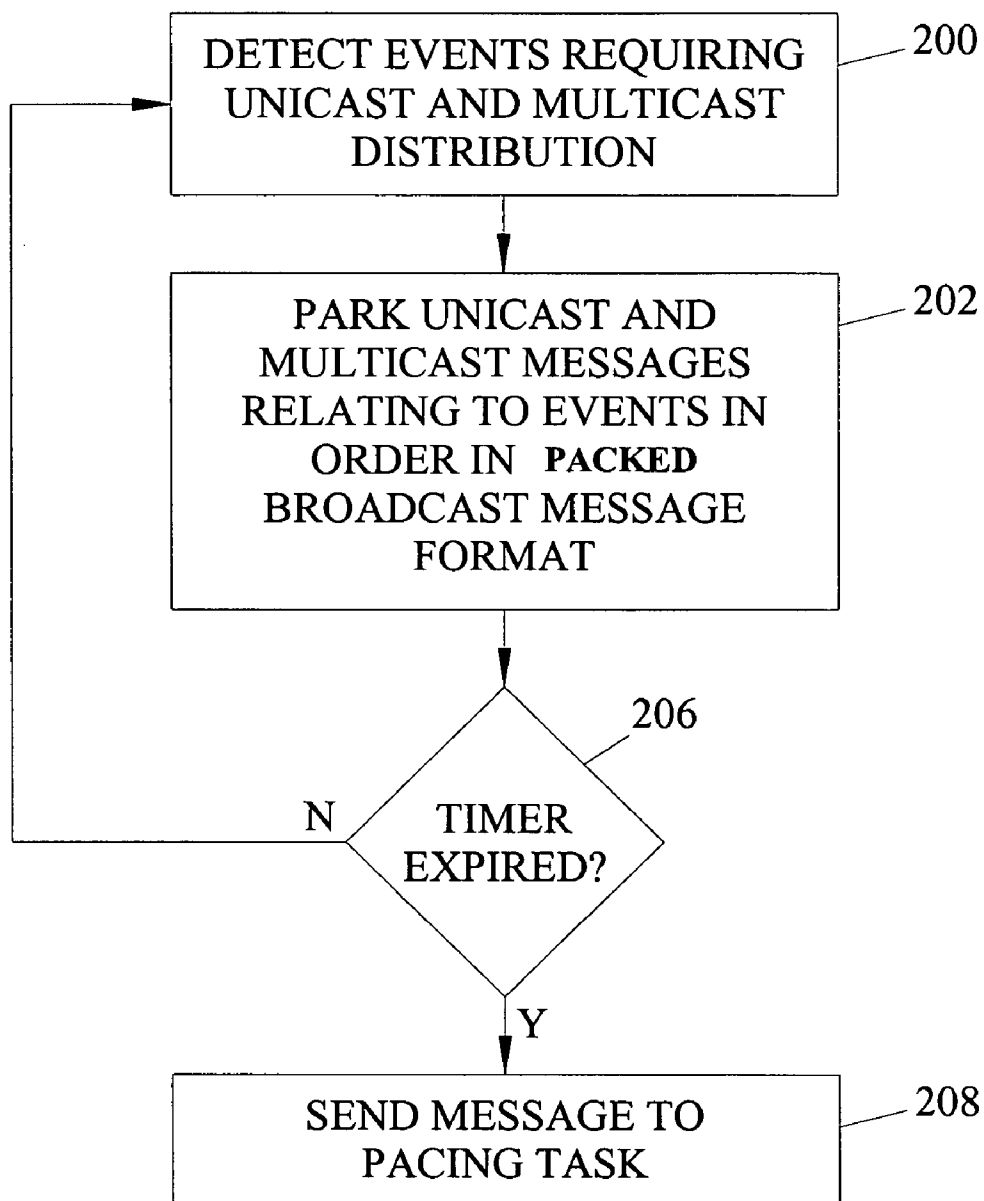 DETECT EVENTS REQUIRING
UNICAST AND MULTICAST
DISTRIBUTION
200
PARK UNICAST AND
MULTICAST MESSAGES
RELATING TO EVENTS IN
ORDER IN PACKED
BROADCAST MESSAGE
FORMAT
202
206
N
TIMER
EXPIRED?
Y
SEND MESSAGE TO
PACING TASK
208